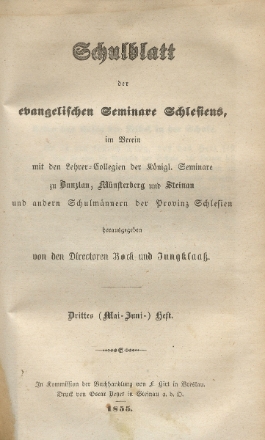 Schulblatt
der
evangelischen Seminare Schlesiens,
im Verein
mit den Lehrer-Collegien der Königl. Seminare
zu Bunzlau, Münsterberg und Steinau
und andern Schulmännern der Provinz Schlesien
herausgegeben
von den Directoren Bock und Jungklaaß.
Drittes (Mai-Juni-) Heft.
In Kommission der Buchhandlung von F. Hirt in Breslau.
Druck von Oscar in Steinau a. d. O.
1855.